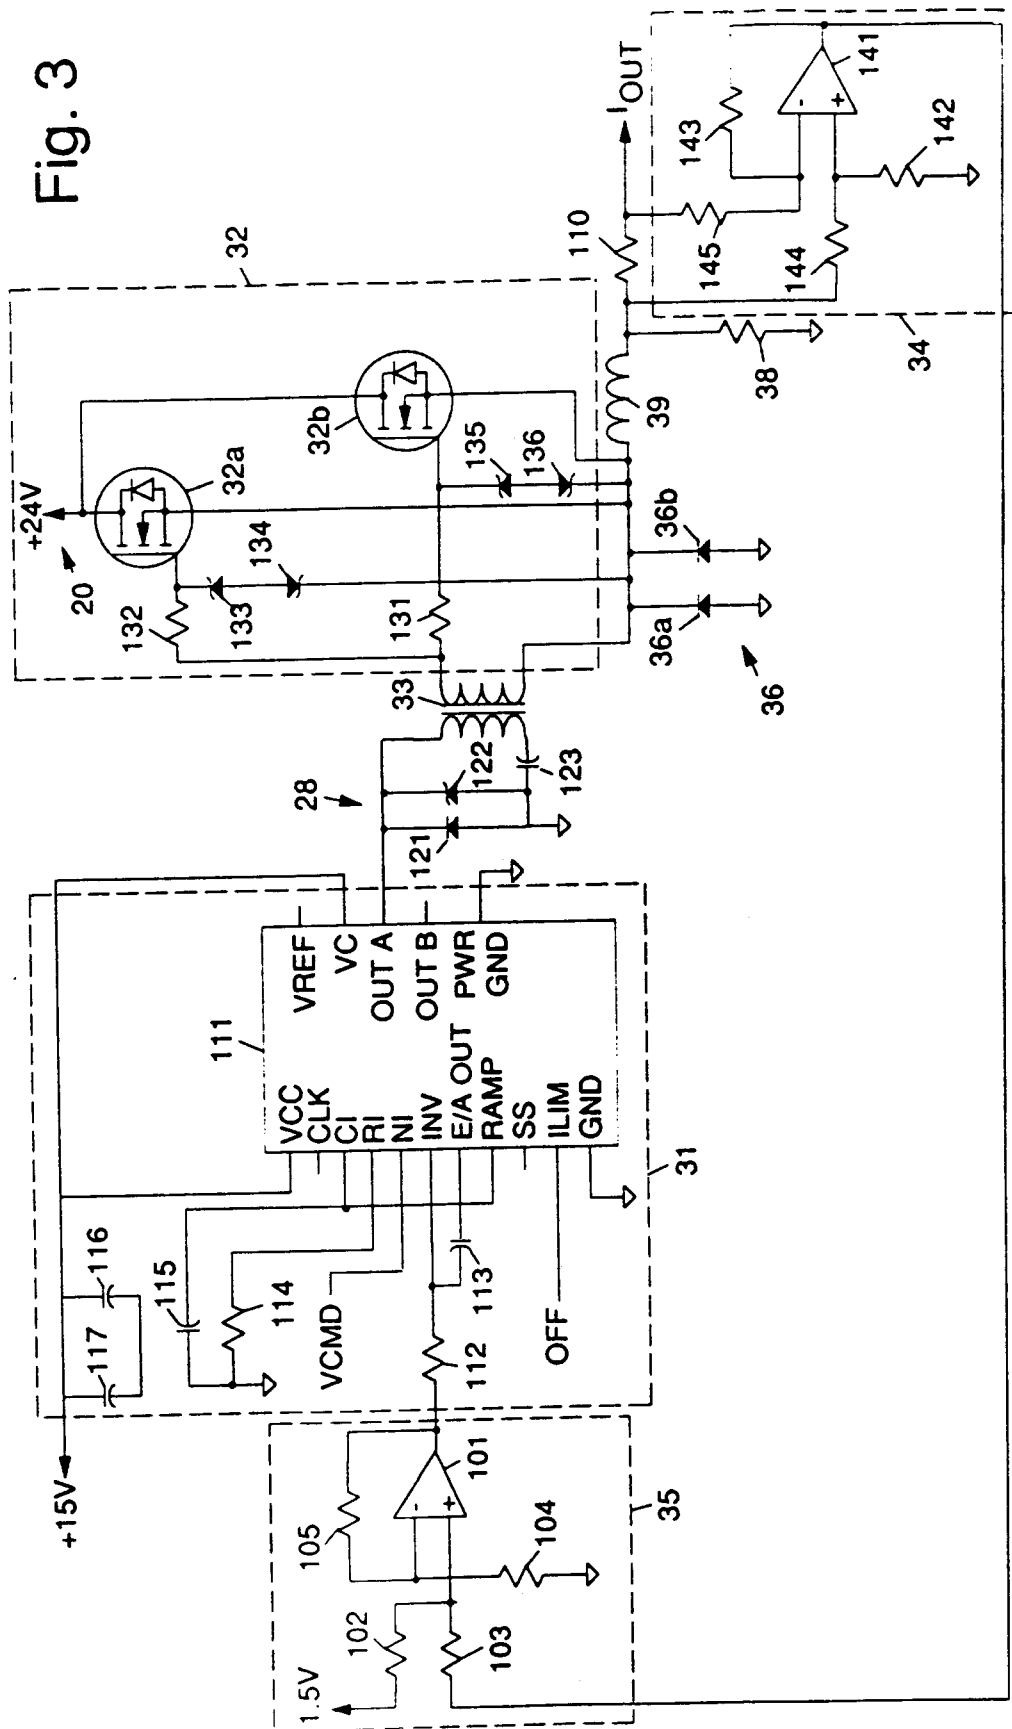 Fig. 3
+24V
20
32a
32b
32
132
133
134
131
135
136
33
28
121
122
123
36a
36b
36
39
38
110
IOUT
143
145
144
142
141
34
+15V
117
116
115
114
VCMD
112
113
OFF
111
VCC
CLK
CI
RI
NI
INV
E/A OUT
RAMP
SS
ILIM
GND
VREF
VC
OUT A
OUT B
PWR
GND
31
1.5V
102
103
105
-
+
101
104
35
-
+